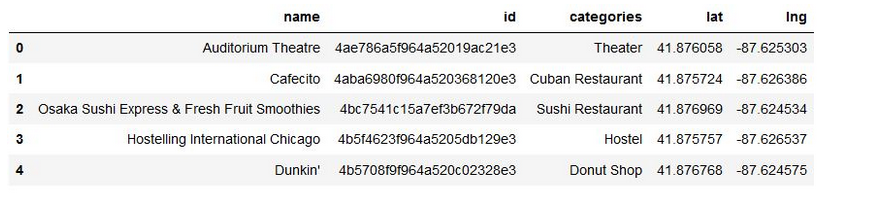 name id categories lat lng
0 Auditorium Theatre 4ae786a5f964a52019ac21e3 Theater 41.876058 -87.625303
1 Cafecito 4aba6980f964a520368120e3 Cuban Restaurant 41.875724 -87.626386
2 Osaka Sushi Express & Fresh Fruit Smoothies 4bc7541c15a7ef3b672f79da Sushi Restaurant 41.876969 -87.624534
3 Hostelling International Chicago 4b5f4623f964a5205db129e3 Hostel 41.875757 -87.626537
4 Dunkin' 4b5708f9f964a520c02328e3 Donut Shop 41.876768 -87.624575